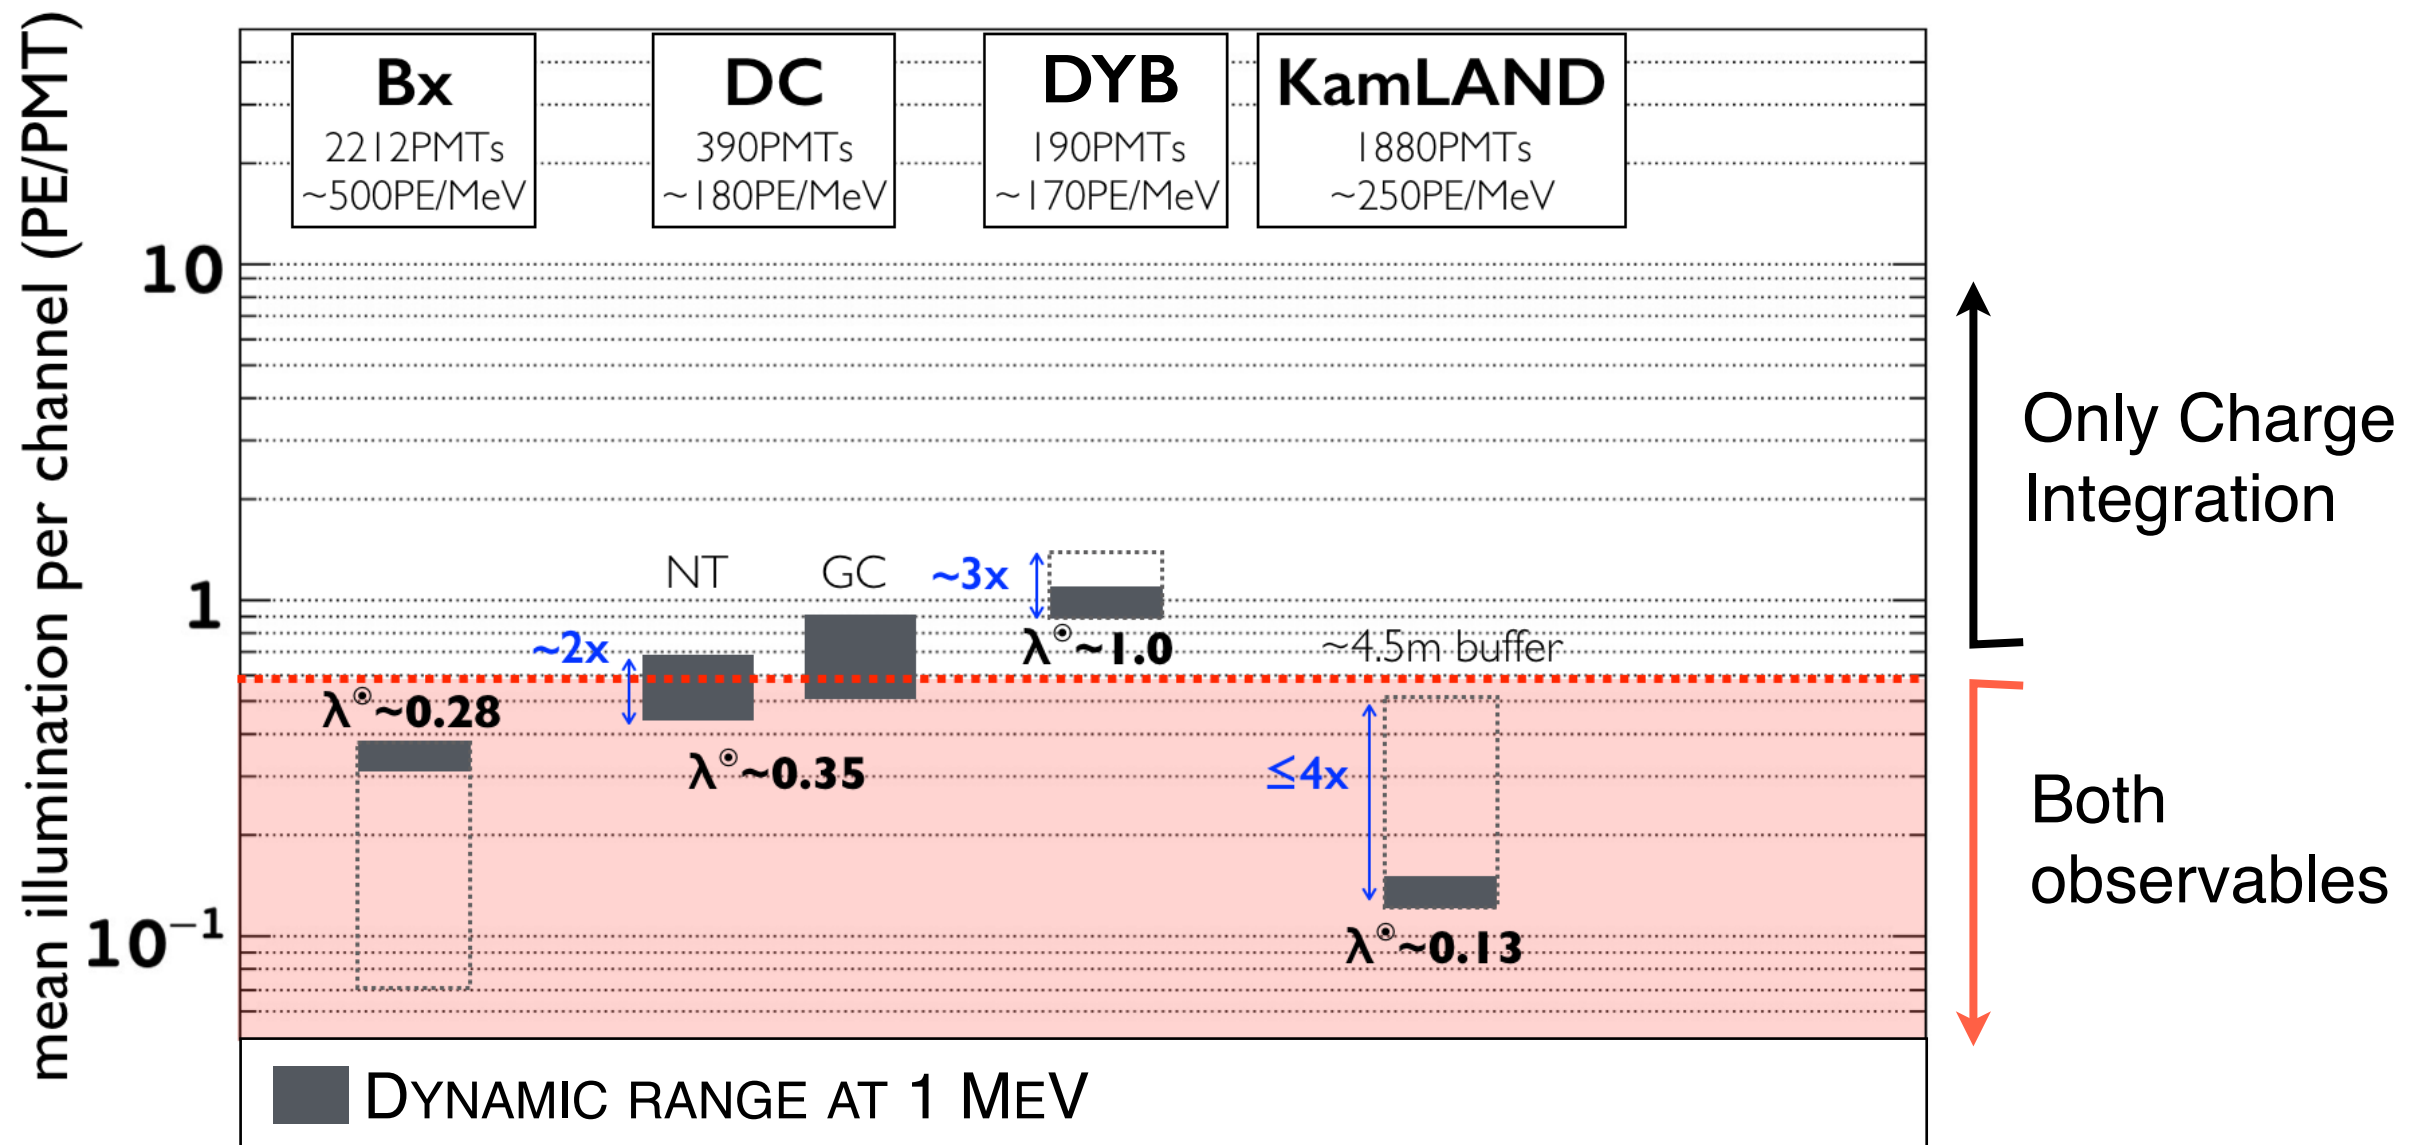 mean illumination per channel (PE/PMT)
10
1
10⁻¹
Bx
2212PMTs
~500PE/MeV
DC
390PMTs
~180PE/MeV
DYB
190PMTs
~170PE/MeV
KamLAND
1880PMTs
~250PE/MeV
NT
GC
~3x
~2x
λ☉~1.0
~4.5m buffer
λ☉~0.28
λ☉~0.35
≤4x
λ☉~0.13
Only Charge
Integration
Both
observables
DYNAMIC RANGE AT 1 MEV